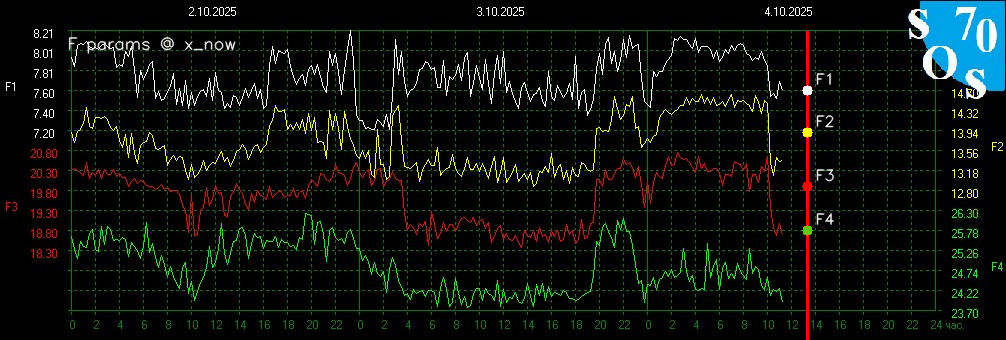 2.10.2025 3.10.2025 4.10.2025
F params @ x_now
SOS 70
F1
8.21
8.01
7.81
7.60
7.40
7.20
F3
20.80
20.30
19.80
19.30
18.80
18.30
F1
F2
F3
F4
14.70
14.32
13.94
13.56
13.18
12.80
F2
26.30
25.78
25.26
24.74
24.22
23.70
F4
0 2 4 6 8 10 12 14 16 18 20 22 0 2 4 6 8 10 12 14 16 18 20 22 0 2 4 6 8 10 12 14 16 18 20 22 24 час.